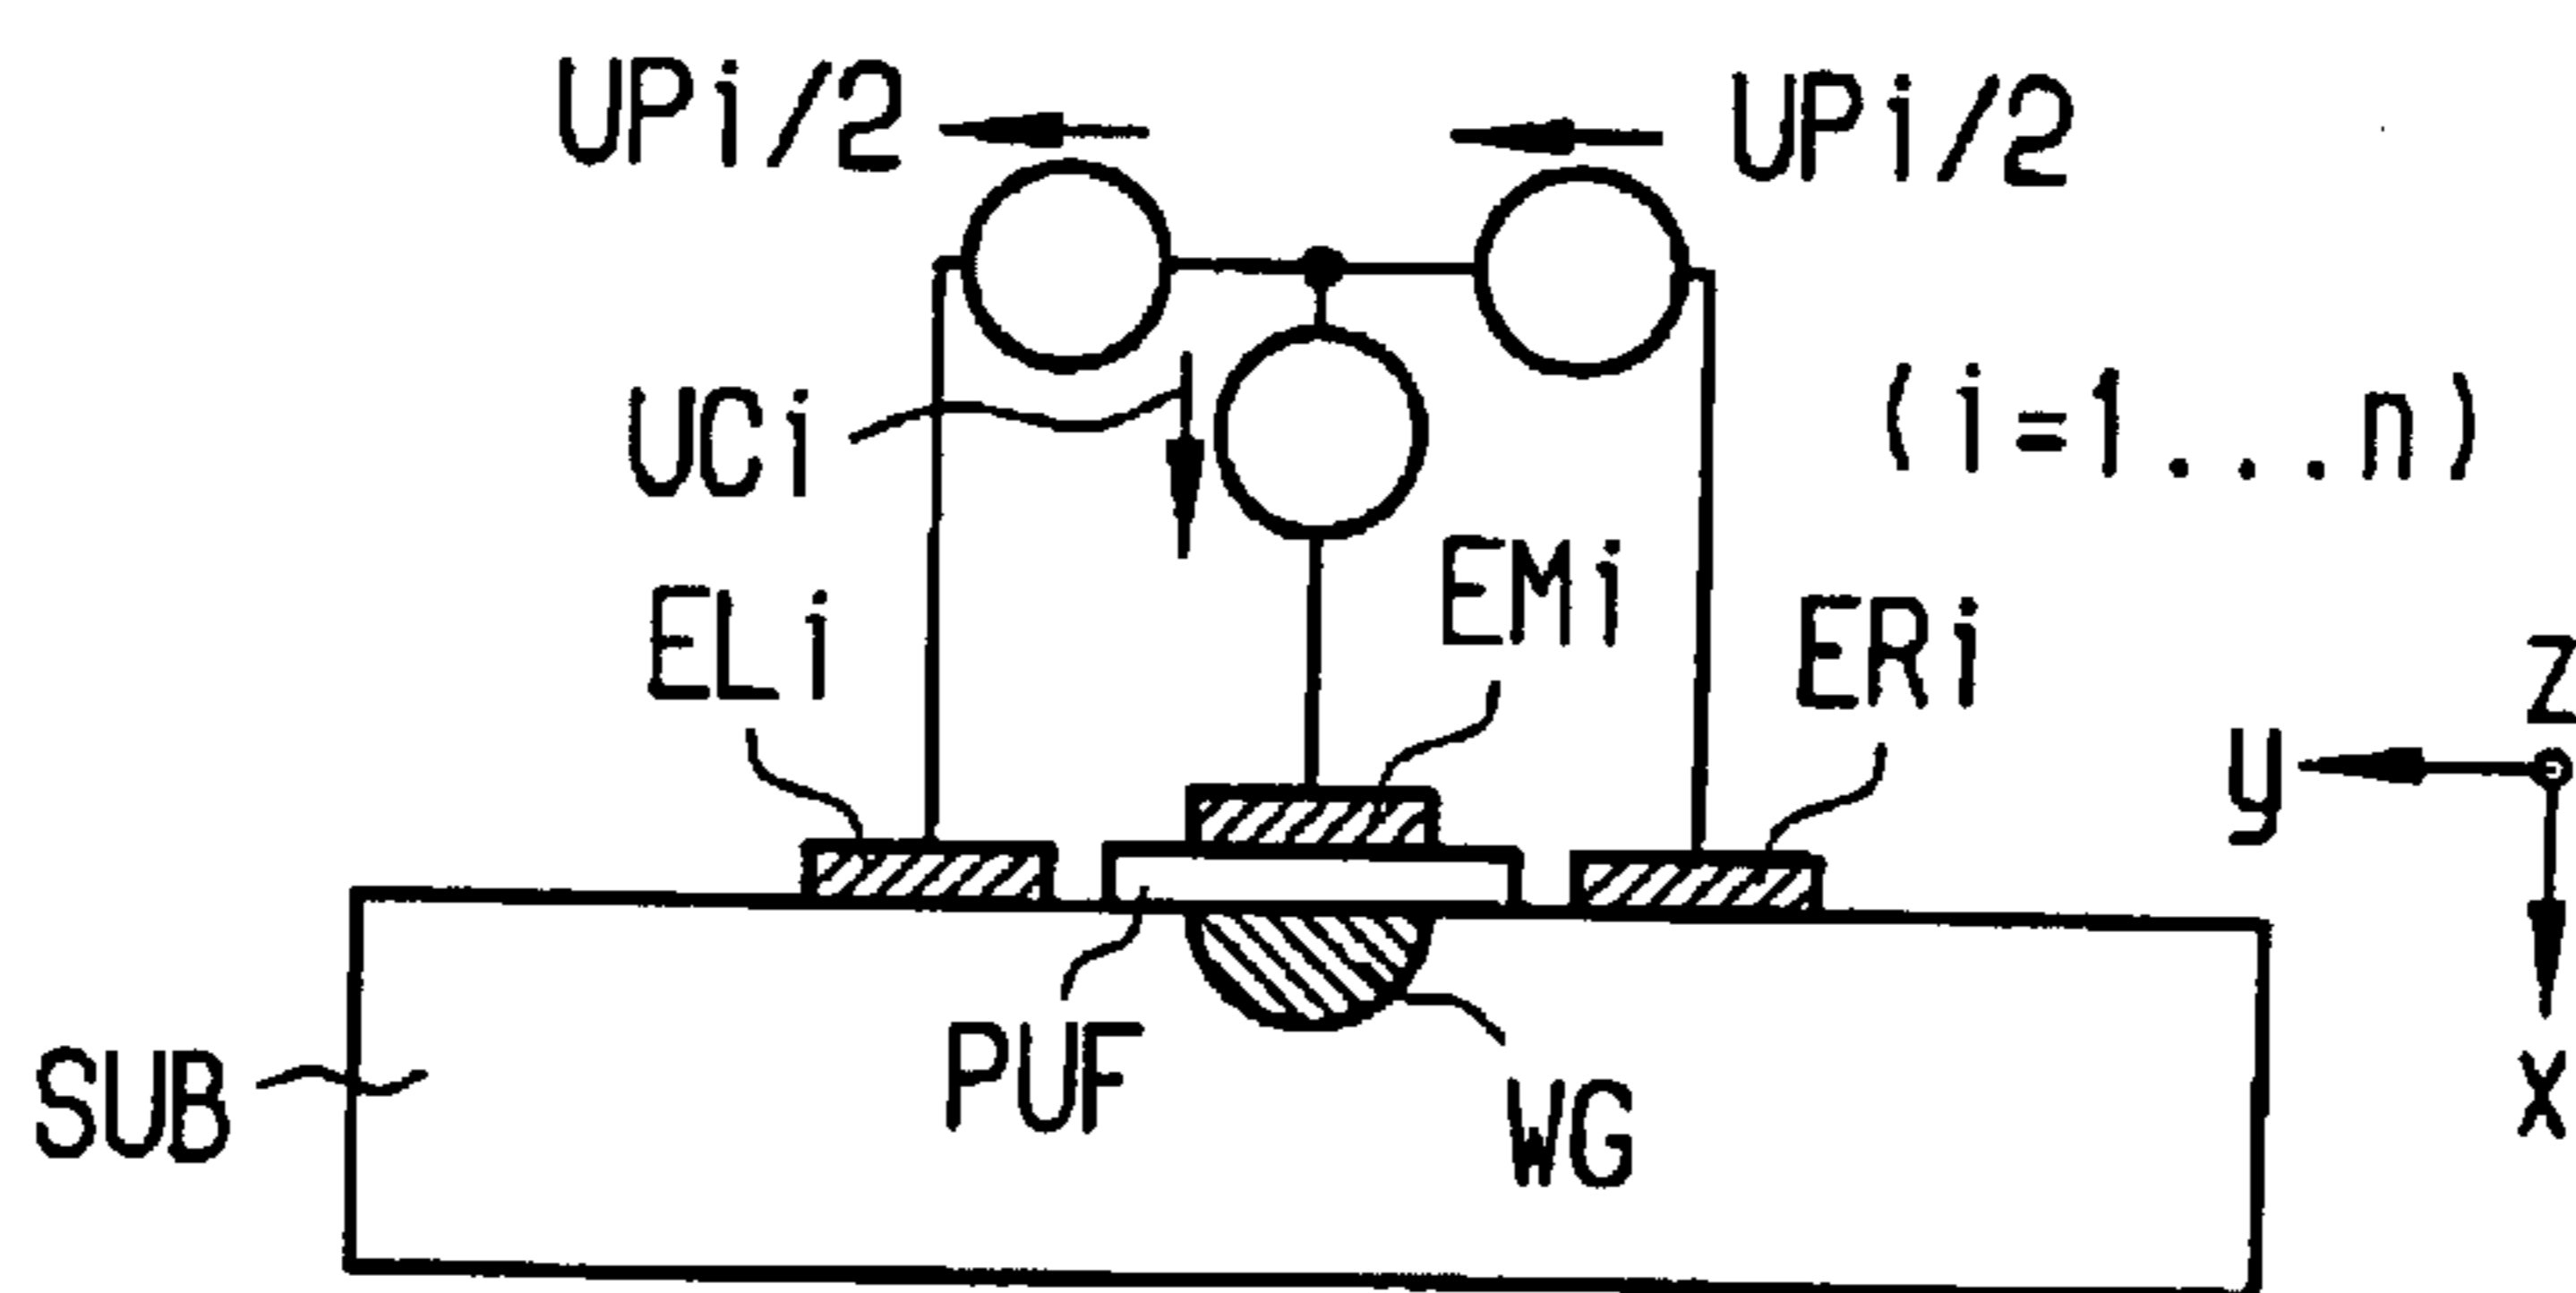 UPi/2
UPi/2
UCi
(i=1...n)
ELi
EMi
ERi
Z
y
SUB
PUF
WG
X